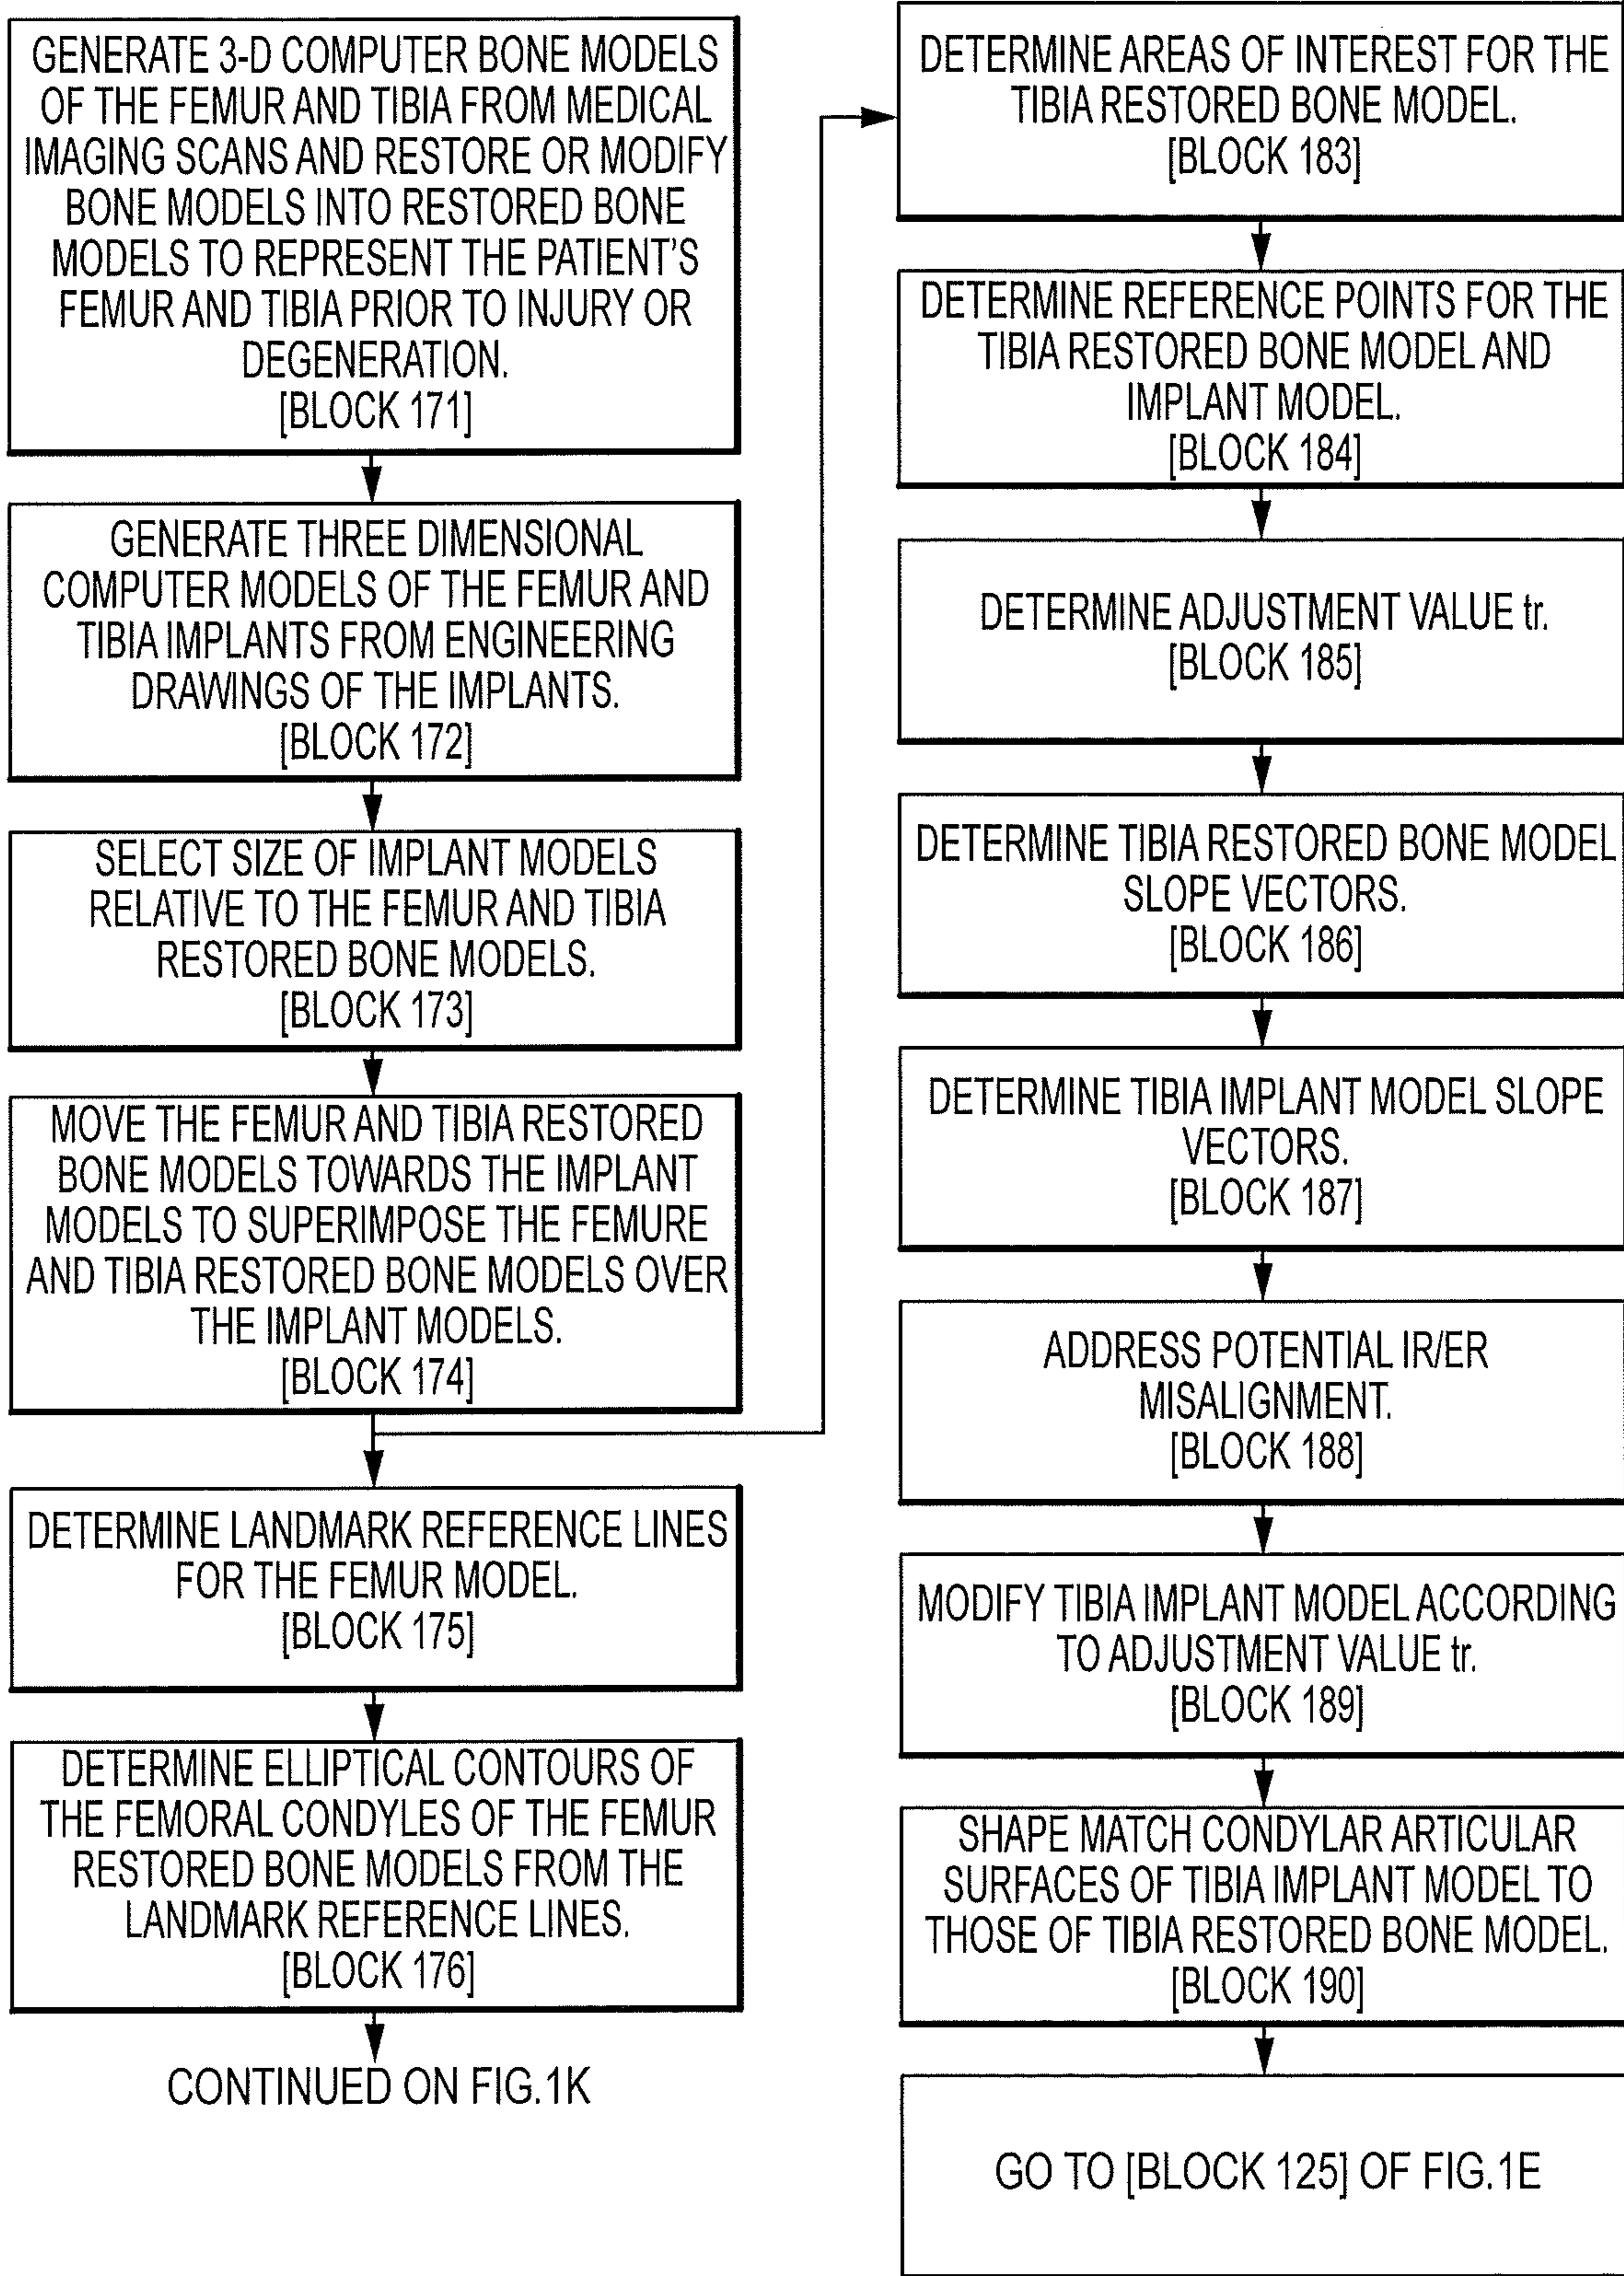 GENERATE 3-D COMPUTER BONE MODELS
OF THE FEMUR AND TIBIA FROM MEDICAL
IMAGING SCANS AND RESTORE OR MODIFY
BONE MODELS INTO RESTORED BONE
MODELS TO REPRESENT THE PATIENT'S
FEMUR AND TIBIA PRIOR TO INJURY OR
DEGENERATION.
[BLOCK 171]
GENERATE THREE DIMENSIONAL
COMPUTER MODELS OF THE FEMUR AND
TIBIA IMPLANTS FROM ENGINEERING
DRAWINGS OF THE IMPLANTS.
[BLOCK 172]
SELECT SIZE OF IMPLANT MODELS
RELATIVE TO THE FEMUR AND TIBIA
RESTORED BONE MODELS.
[BLOCK 173]
MOVE THE FEMUR AND TIBIA RESTORED
BONE MODELS TOWARDS THE IMPLANT
MODELS TO SUPERIMPOSE THE FEMURE
AND TIBIA RESTORED BONE MODELS OVER
THE IMPLANT MODELS.
[BLOCK 174]
DETERMINE LANDMARK REFERENCE LINES
FOR THE FEMUR MODEL.
[BLOCK 175]
DETERMINE ELLIPTICAL CONTOURS OF
THE FEMORAL CONDYLES OF THE FEMUR
RESTORED BONE MODELS FROM THE
LANDMARK REFERENCE LINES.
[BLOCK 176]
CONTINUED ON FIG.1K
DETERMINE AREAS OF INTEREST FOR THE
TIBIA RESTORED BONE MODEL.
[BLOCK 183]
DETERMINE REFERENCE POINTS FOR THE
TIBIA RESTORED BONE MODEL AND
IMPLANT MODEL.
[BLOCK 184]
DETERMINE ADJUSTMENT VALUE tr.
[BLOCK 185]
DETERMINE TIBIA RESTORED BONE MODEL
SLOPE VECTORS.
[BLOCK 186]
DETERMINE TIBIA IMPLANT MODEL SLOPE
VECTORS.
[BLOCK 187]
ADDRESS POTENTIAL IR/ER
MISALIGNMENT.
[BLOCK 188]
MODIFY TIBIA IMPLANT MODEL ACCORDING
TO ADJUSTMENT VALUE tr.
[BLOCK 189]
SHAPE MATCH CONDYLAR ARTICULAR
SURFACES OF TIBIA IMPLANT MODEL TO
THOSE OF TIBIA RESTORED BONE MODEL.
[BLOCK 190]
GO TO [BLOCK 125] OF FIG.1E